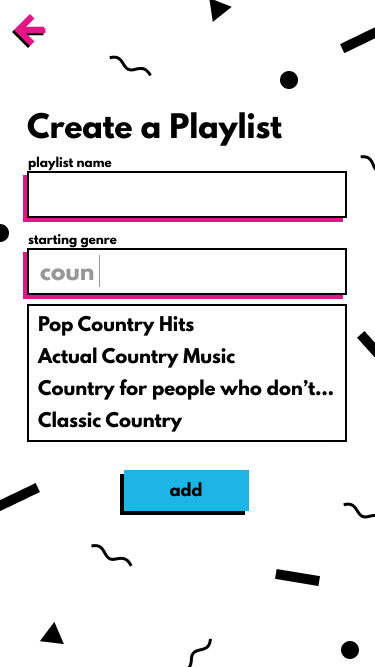 Create a Playlist
playlist name
starting genre
coun
Pop Country Hits
Actual Country Music
Country for people who don't...
Classic Country
add